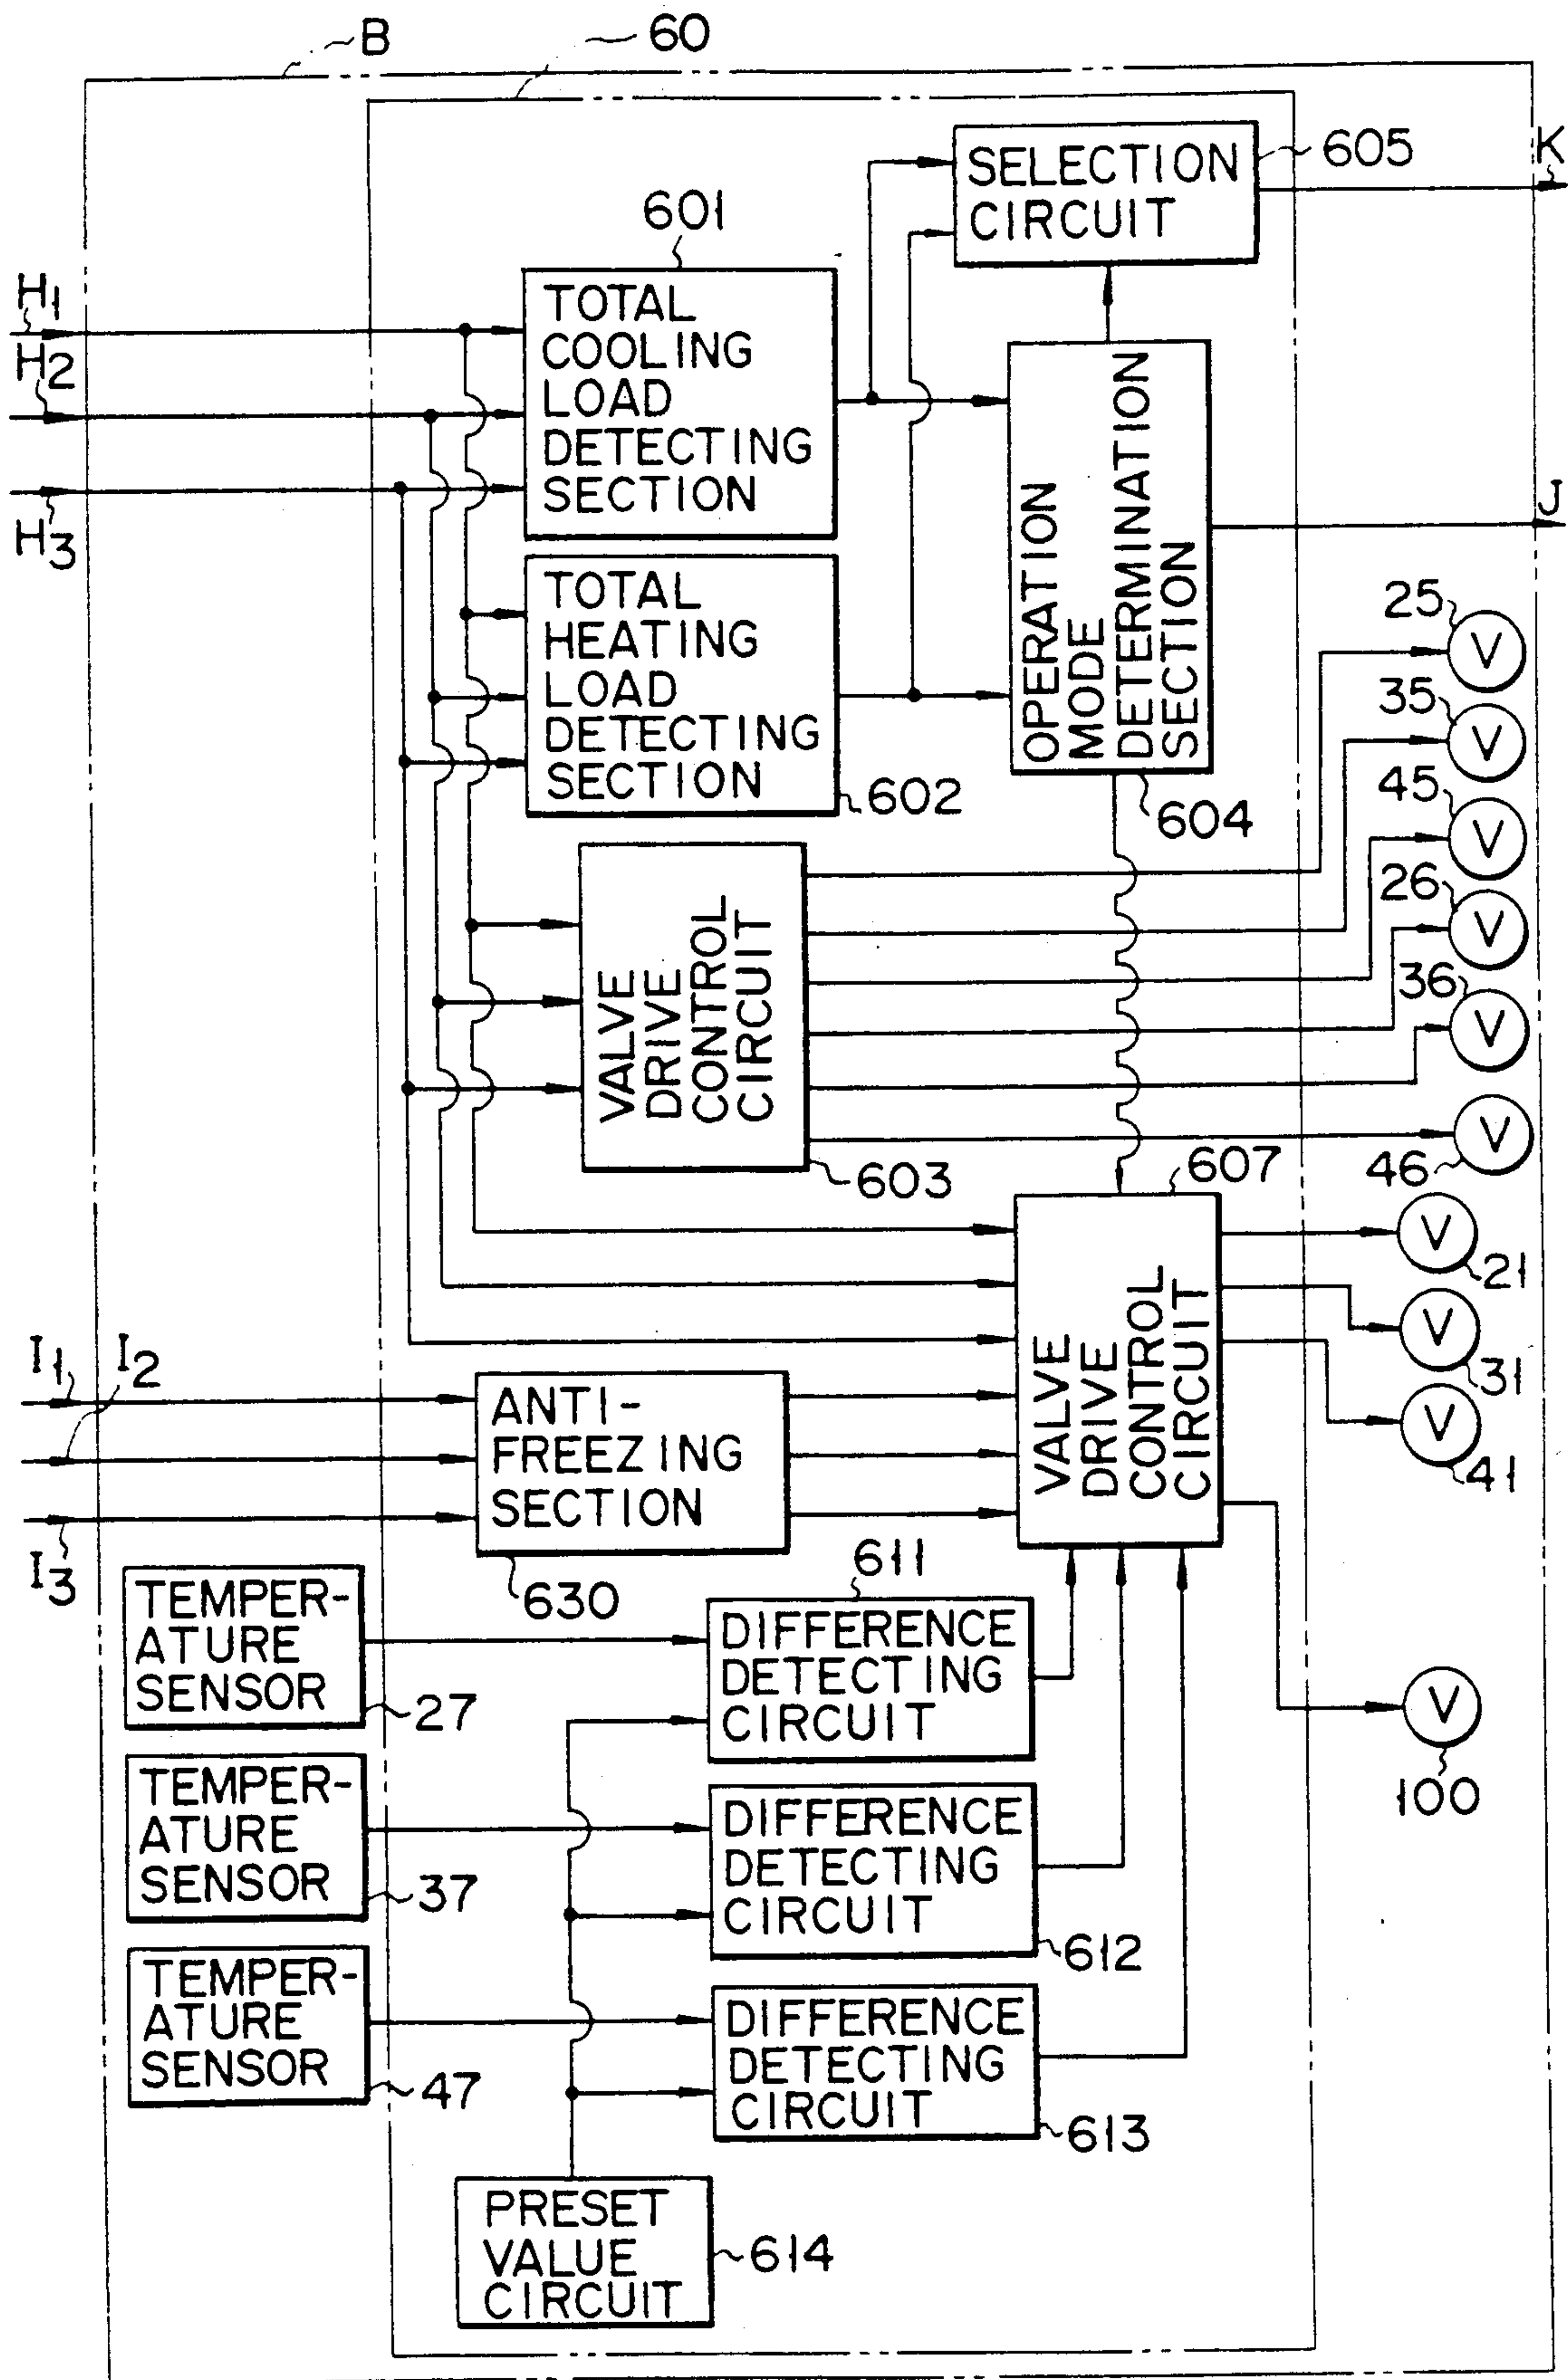 B
60
SELECTION
CIRCUIT
605
K
601
H1
H2
H3
TOTAL
COOLING
LOAD
DETECTING
SECTION
OPERATION
MODE
DETERMINATION
SECTION
J
TOTAL
HEATING
LOAD
DETECTING
SECTION
602
604
25
V
35
V
45
V
26
V
36
V
46
V
VALVE
DRIVE
CONTROL
CIRCUIT
603
607
VALVE
DRIVE
CONTROL
CIRCUIT
V
21
V
31
V
41
I1
I2
I3
ANTI-
FREEZING
SECTION
630
611
TEMPER-
ATURE
SENSOR
27
DIFFERENCE
DETECTING
CIRCUIT
V
100
TEMPER-
ATURE
SENSOR
37
DIFFERENCE
DETECTING
CIRCUIT
612
TEMPER-
ATURE
SENSOR
47
DIFFERENCE
DETECTING
CIRCUIT
613
PRESET
VALUE
CIRCUIT
614